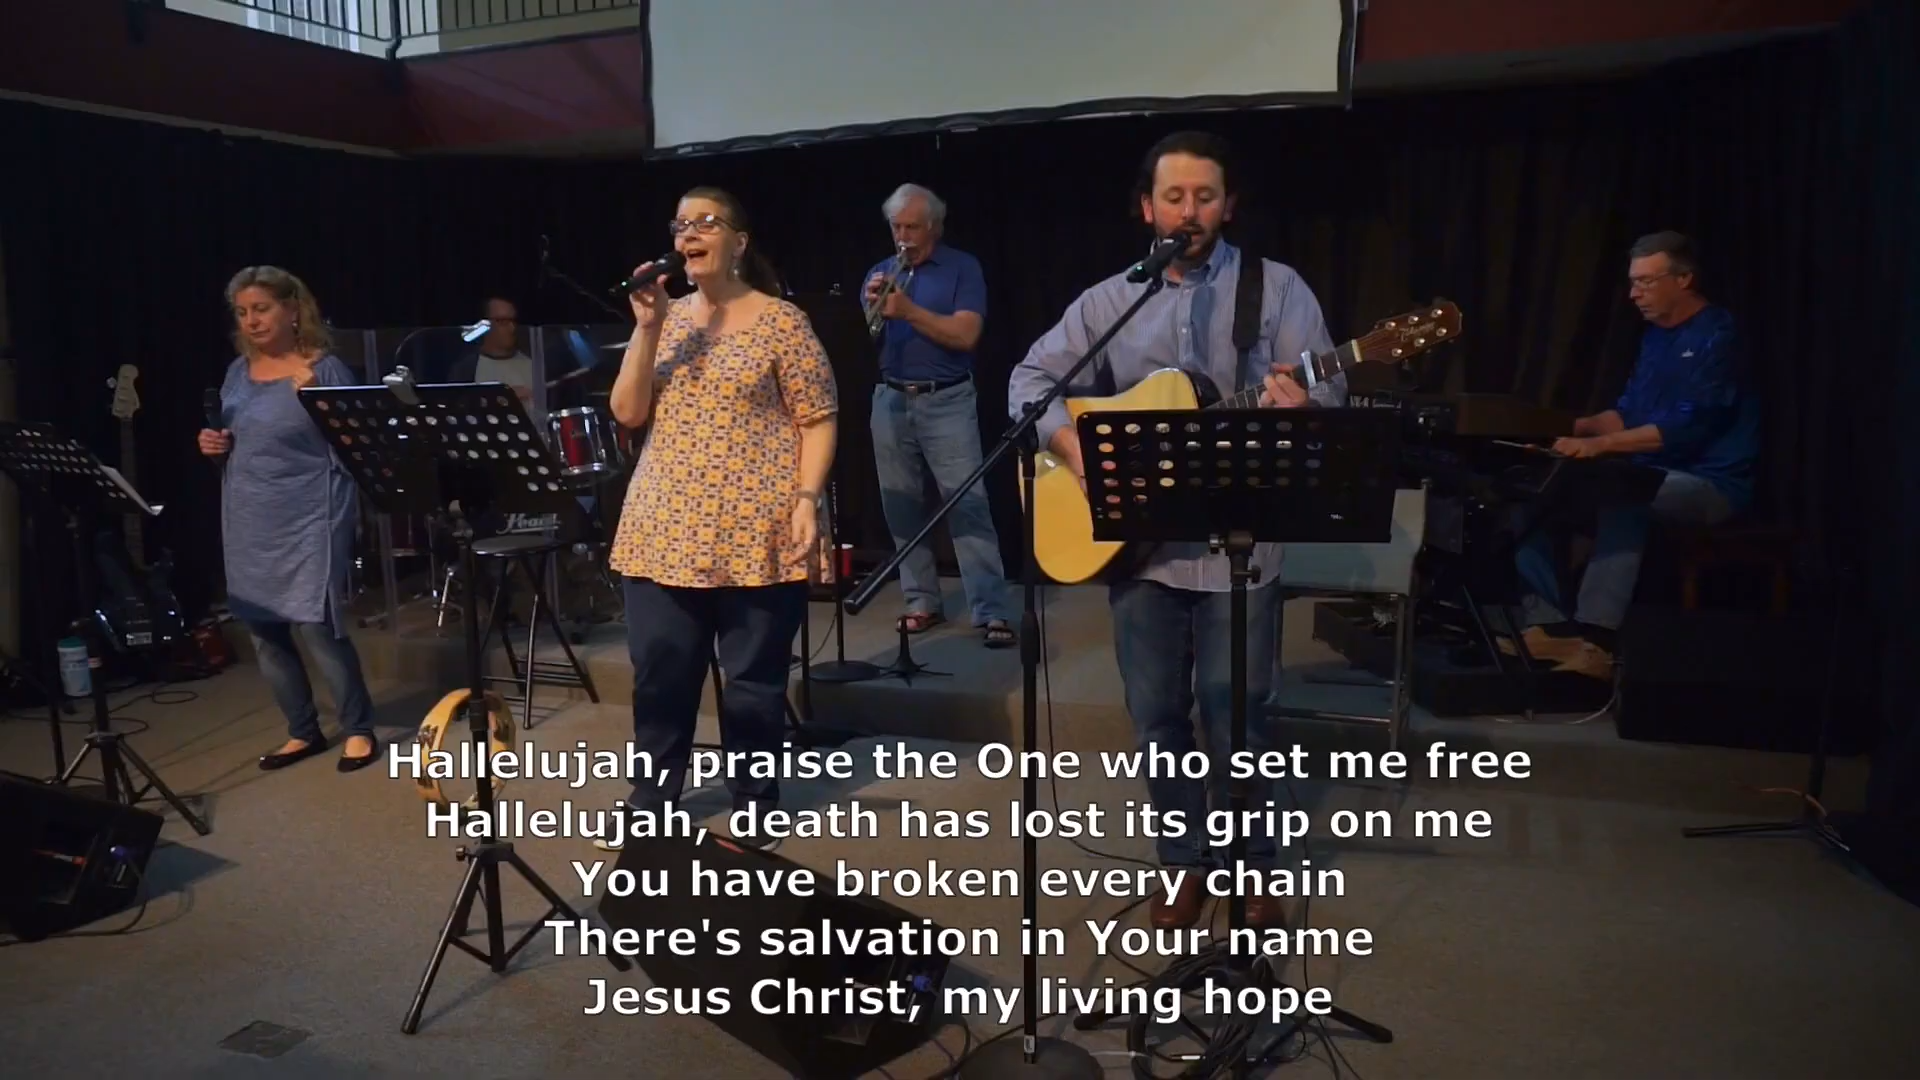 Hallelujah, praise the One who set me free
Hallelujah, death has lost its grip on me
You have broken every chain
There's salvation in Your name
Jesus Christ, my living hope
Pearl